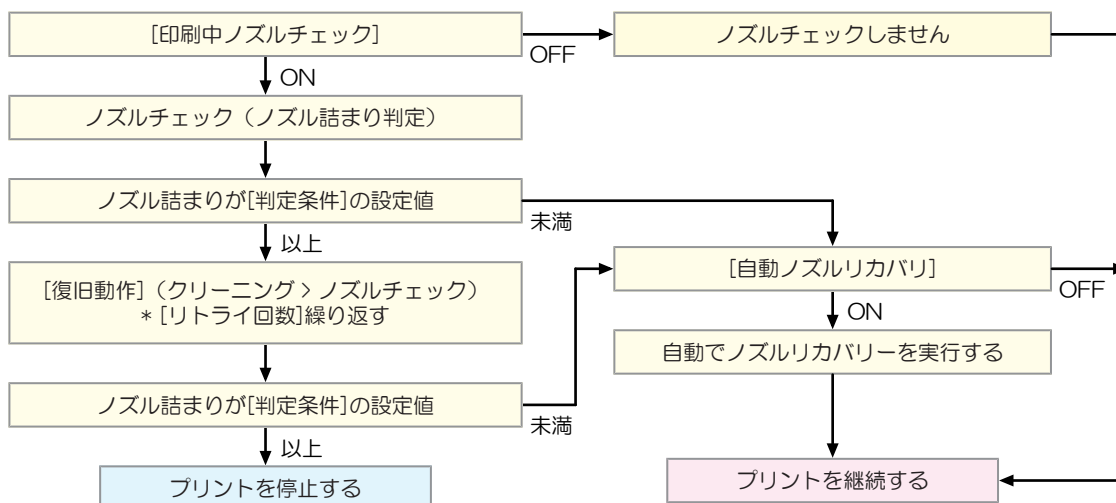 [印刷中ノズルチェック]
OFF
ノズルチェックしません
ON
ノズルチェック（ノズル詰まり判定）
ノズル詰まりが[判定条件]の設定値
未満
以上
[復旧動作]（クリーニング > ノズルチェック）
* [リトライ回数]繰り返す
[自動ノズルリカバリ]
OFF
ON
自動でノズルリカバリーを実行する
ノズル詰まりが[判定条件]の設定値
未満
以上
プリントを停止する
プリントを継続する